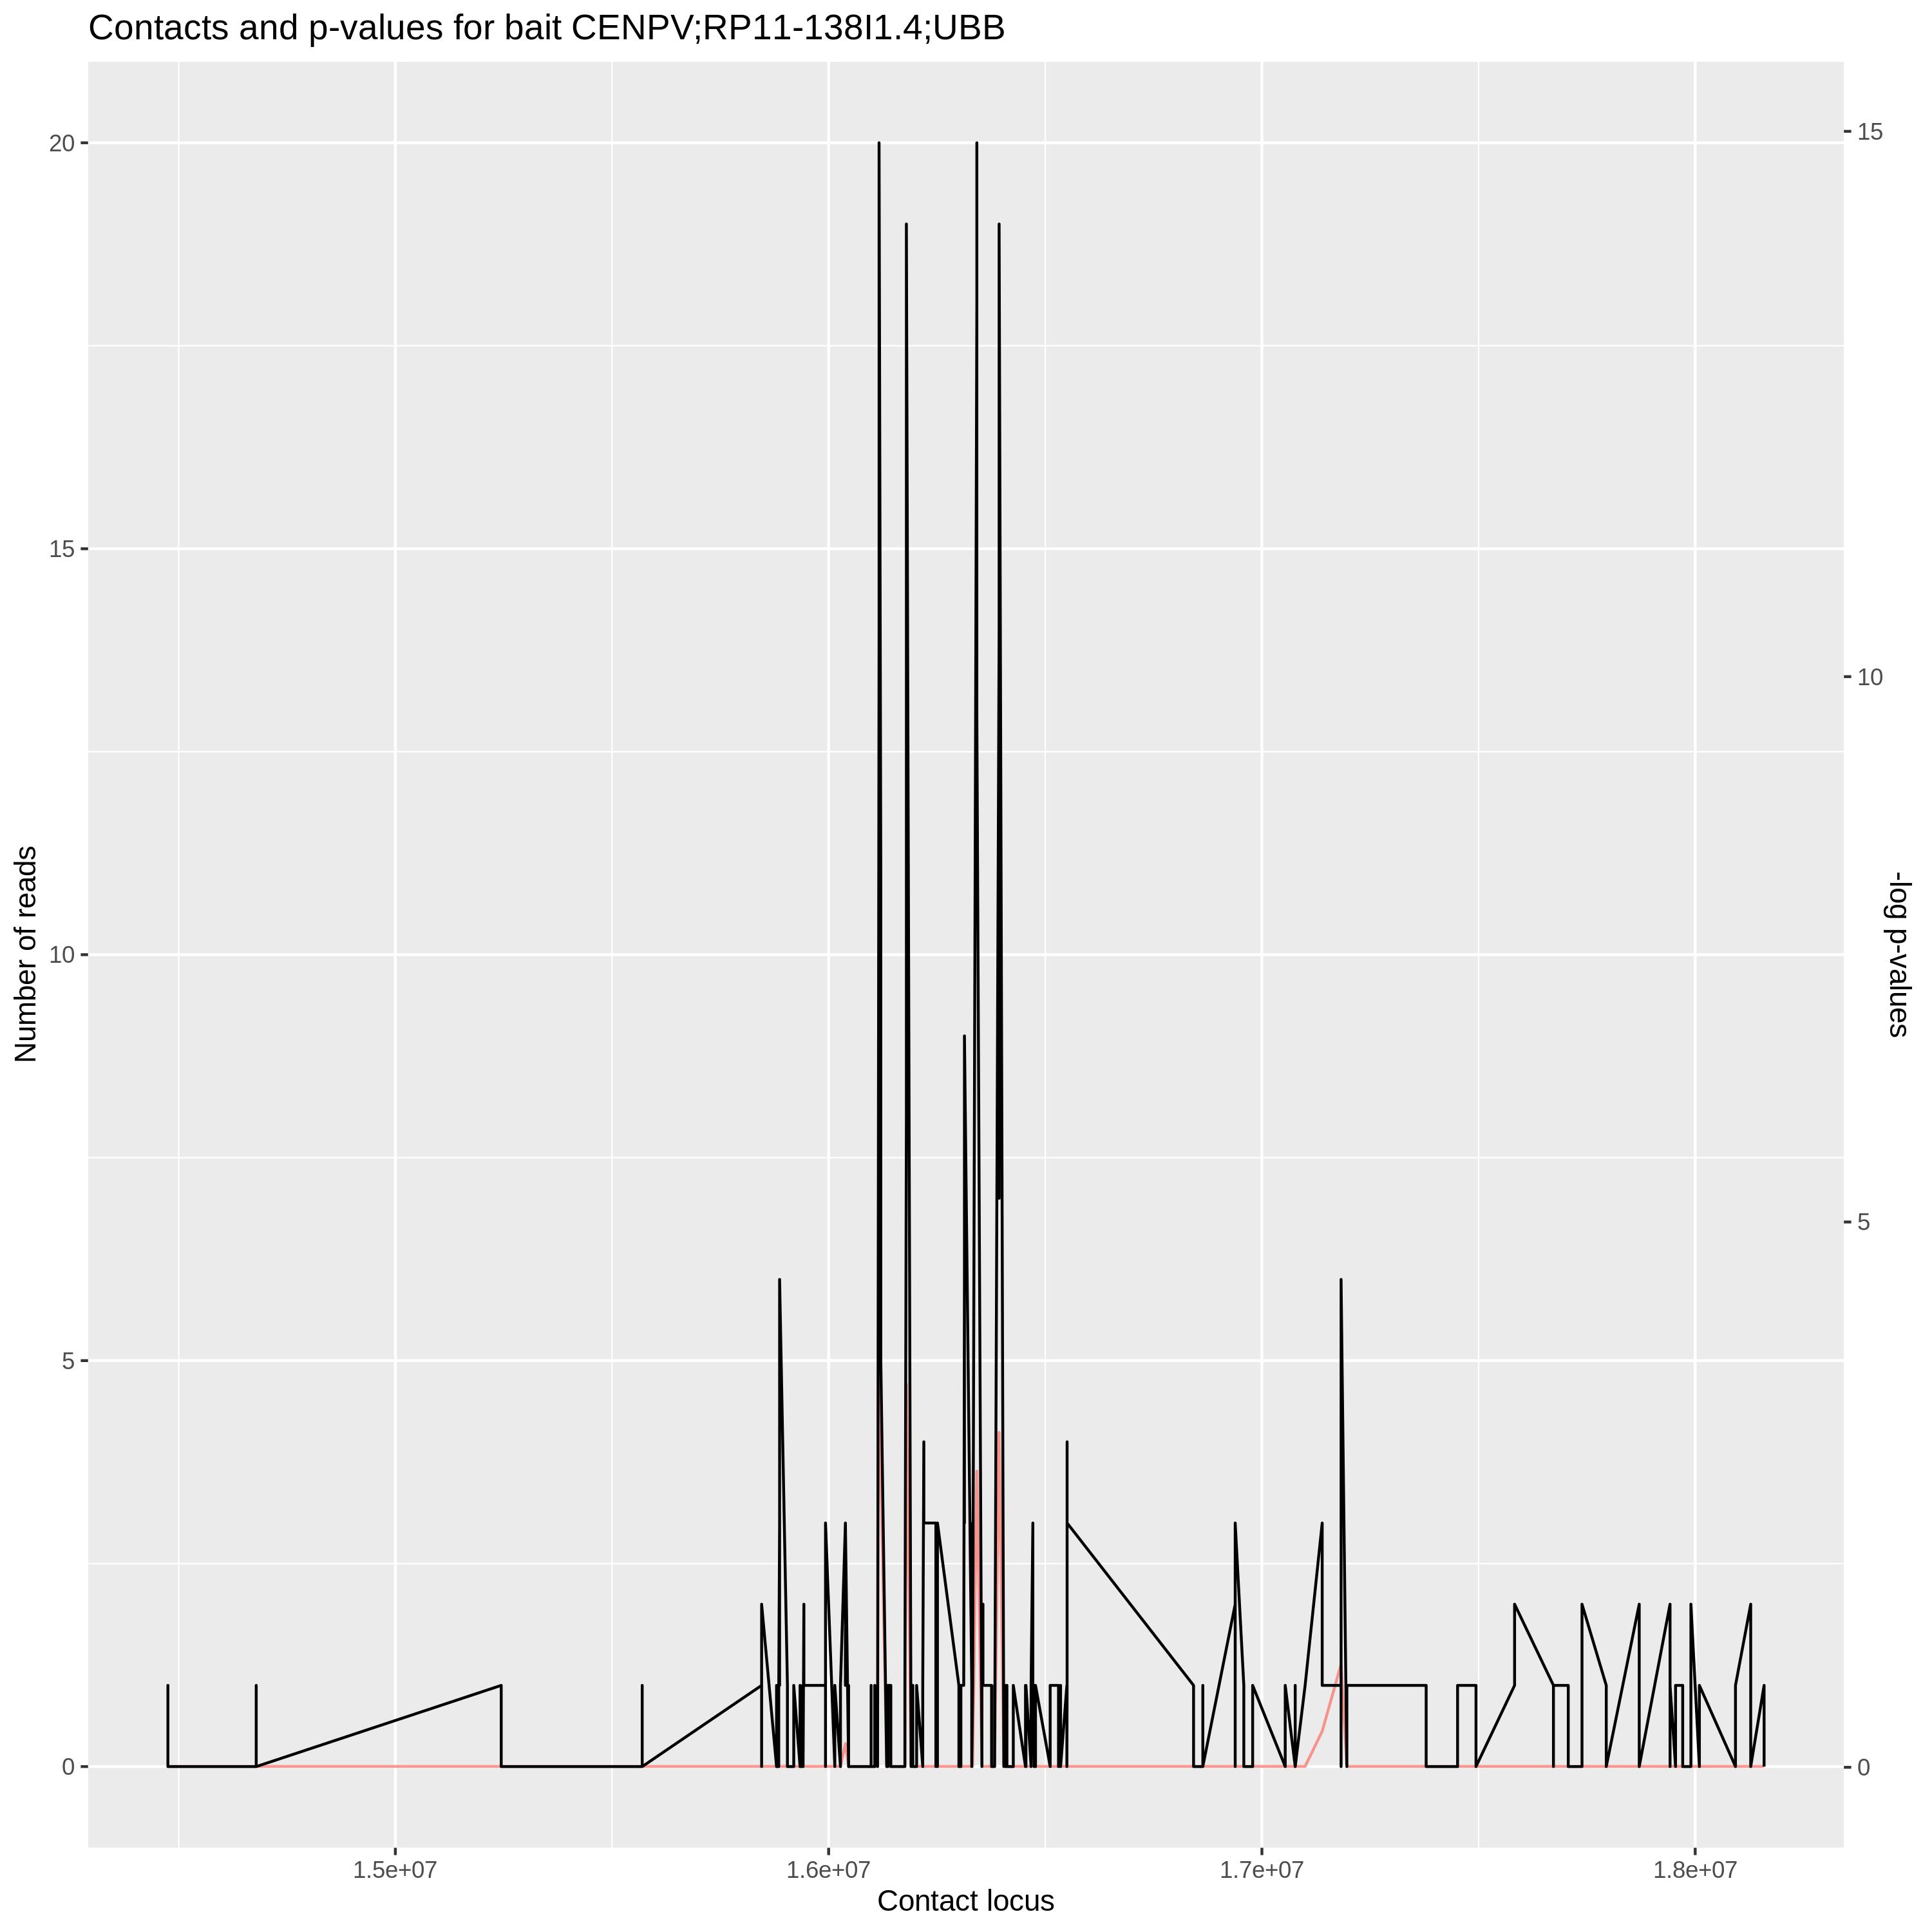 Contacts and p-values for bait CENPV;RP11-138I1.4;UBB
20
15
10
5
0
Number of reads
15
10
5
0
-log p-values
1.5e+07
1.6e+07
1.7e+07
1.8e+07
Contact locus